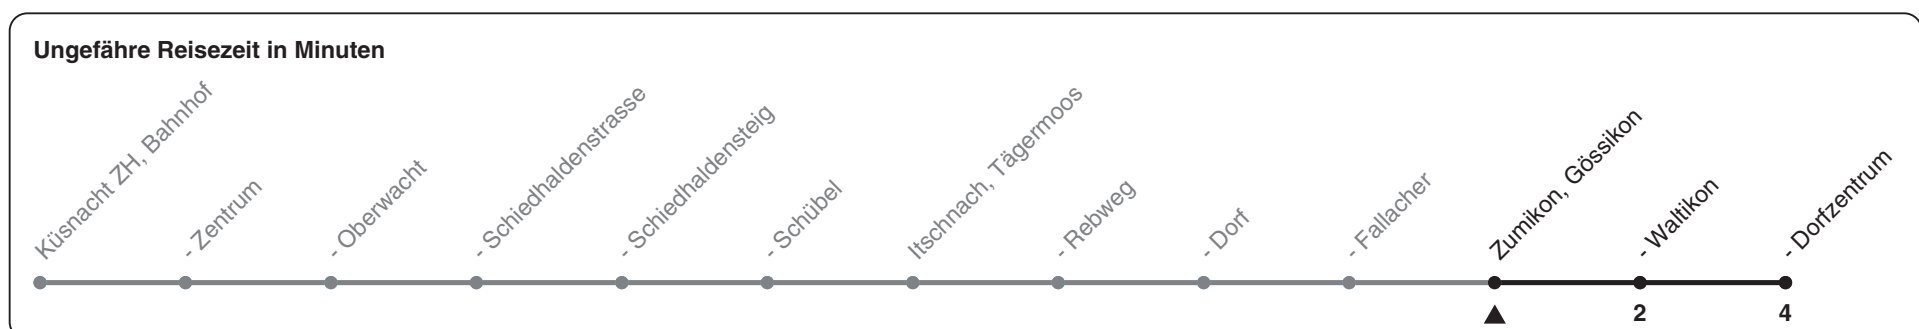 Ungefähre Reisezeit in Minuten
Küsnacht ZH, Bahnhof
- Zentrum
- Oberwacht
- Schiedhaldenstrasse
- Schiedhaldensteig
- Schübel
Itschnach, Tägermoos
- Rebweg
- Dorf
- Fallacher
Zumikon, Gössikon
- Waltikon
- Dorfzentrum
2
4